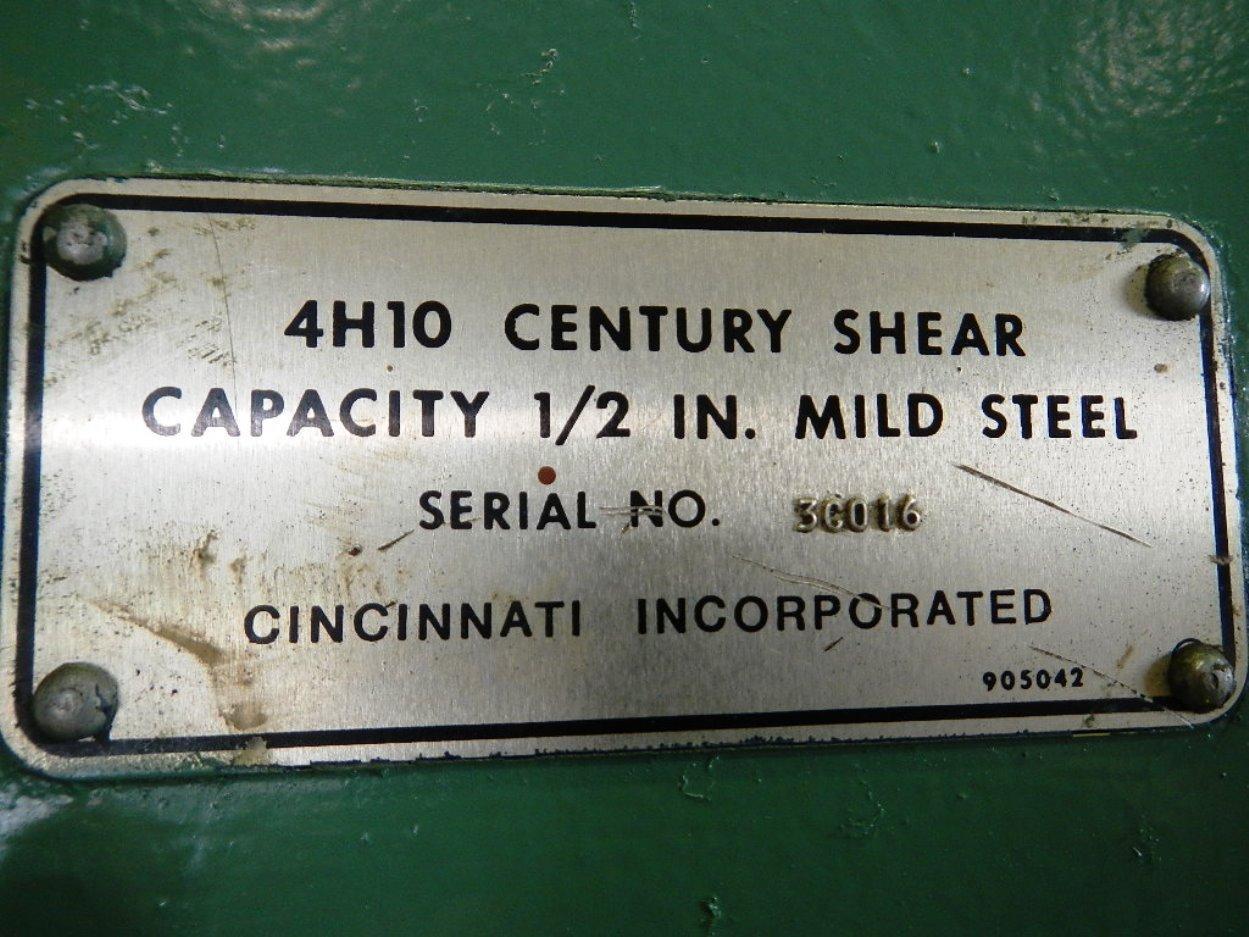 4H10 CENTURY SHEAR
CAPACITY 1/2 IN. MILD STEEL
SERIAL NO. 3C016
CINCINNATI INCORPORATED
905042